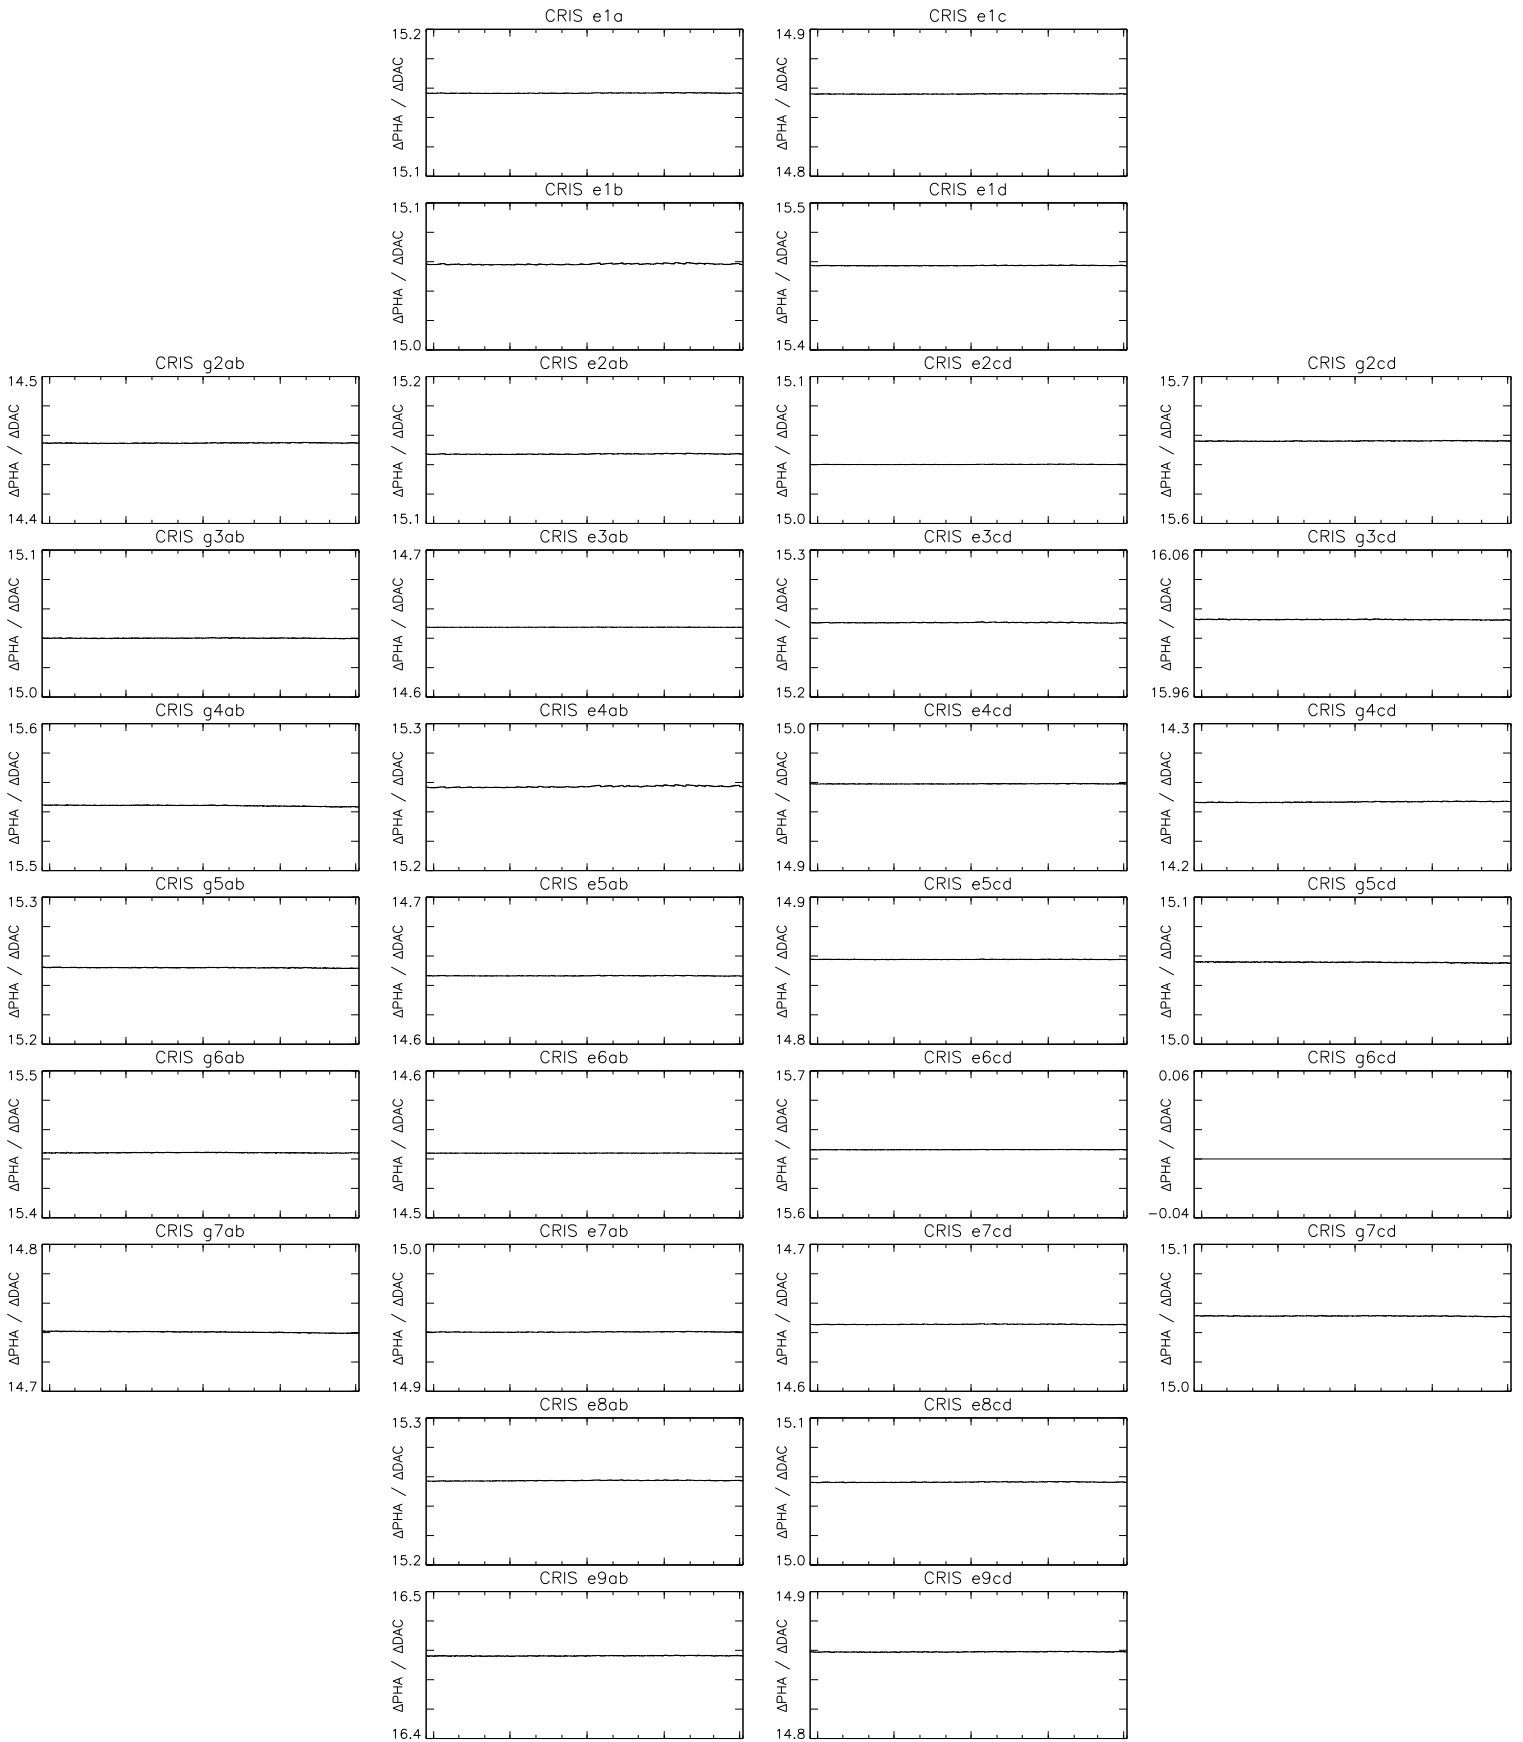 CRIS e1a
15.2
ΔPHA / ΔDAC
15.1
CRIS e1c
14.9
ΔPHA / ΔDAC
14.8
CRIS e1b
15.1
ΔPHA / ΔDAC
15.0
CRIS e1d
15.5
ΔPHA / ΔDAC
15.4
CRIS g2ab
14.5
ΔPHA / ΔDAC
14.4
CRIS e2ab
15.2
ΔPHA / ΔDAC
15.1
CRIS e2cd
15.1
ΔPHA / ΔDAC
15.0
CRIS g2cd
15.7
ΔPHA / ΔDAC
15.6
CRIS g3ab
15.1
ΔPHA / ΔDAC
15.0
CRIS e3ab
14.7
ΔPHA / ΔDAC
14.6
CRIS e3cd
15.3
ΔPHA / ΔDAC
15.2
CRIS g3cd
16.06
ΔPHA / ΔDAC
15.96
CRIS g4ab
15.6
ΔPHA / ΔDAC
15.5
CRIS e4ab
15.3
ΔPHA / ΔDAC
15.2
CRIS e4cd
15.0
ΔPHA / ΔDAC
14.9
CRIS g4cd
14.3
ΔPHA / ΔDAC
14.2
CRIS g5ab
15.3
ΔPHA / ΔDAC
15.2
CRIS e5ab
14.7
ΔPHA / ΔDAC
14.6
CRIS e5cd
14.9
ΔPHA / ΔDAC
14.8
CRIS g5cd
15.1
ΔPHA / ΔDAC
15.0
CRIS g6ab
15.5
ΔPHA / ΔDAC
15.4
CRIS e6ab
14.6
ΔPHA / ΔDAC
14.5
CRIS e6cd
15.7
ΔPHA / ΔDAC
15.6
CRIS g6cd
0.06
ΔPHA / ΔDAC
−0.04
CRIS g7ab
14.8
ΔPHA / ΔDAC
14.7
CRIS e7ab
15.0
ΔPHA / ΔDAC
14.9
CRIS e7cd
14.7
ΔPHA / ΔDAC
14.6
CRIS g7cd
15.1
ΔPHA / ΔDAC
15.0
CRIS e8ab
15.3
ΔPHA / ΔDAC
15.2
CRIS e8cd
15.1
ΔPHA / ΔDAC
15.0
CRIS e9ab
16.5
ΔPHA / ΔDAC
16.4
CRIS e9cd
14.9
ΔPHA / ΔDAC
14.8